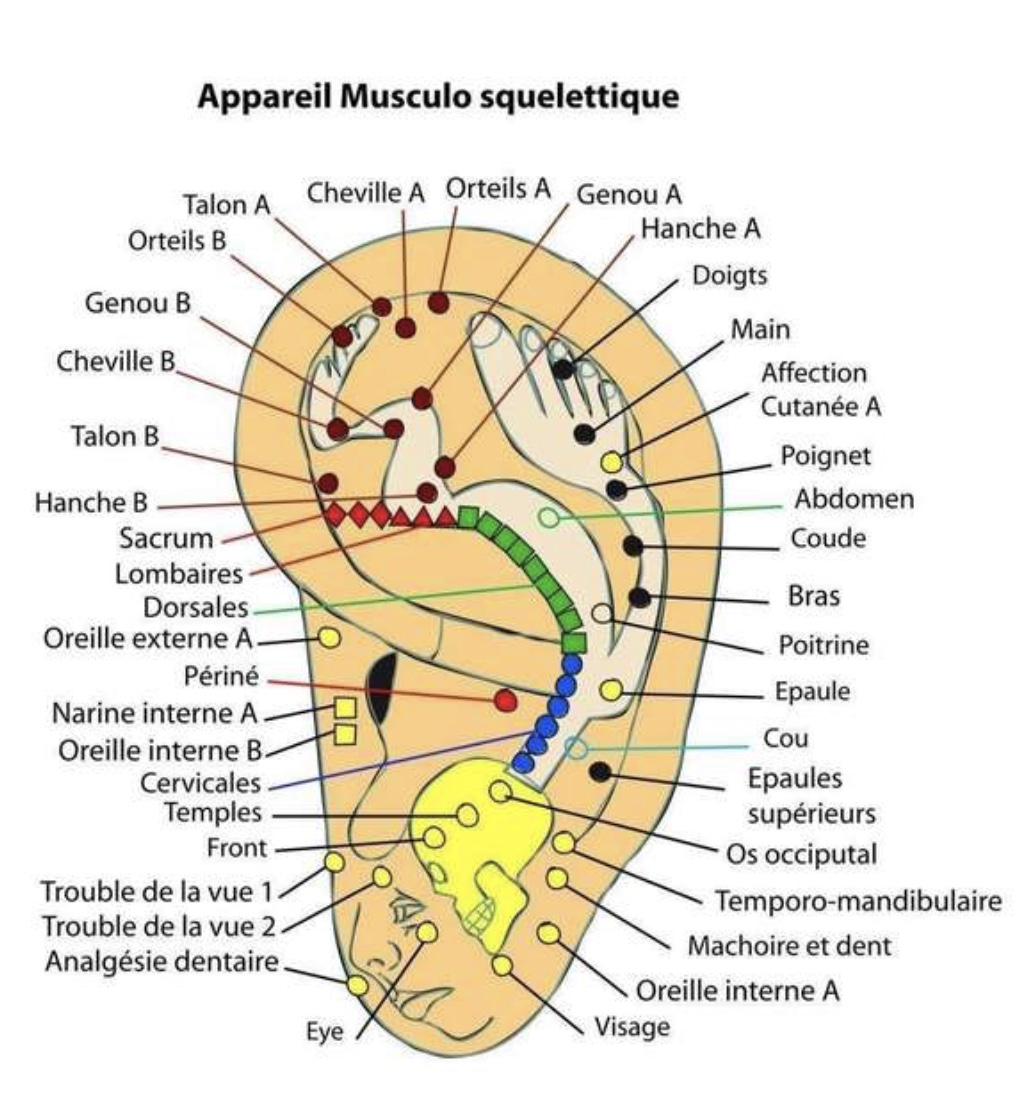 Appareil Musculo squelettique
Talon A
Cheville A
Orteils A
Genou A
Orteils B
Hanche A
Genou B
Doigts
Cheville B
Main
Affection
Cutanée A
Talon B
Poignet
Hanche B
Abdomen
Sacrum
Coude
Lombaires
Dorsales
Bras
Oreille externe A
Poitrine
Périné
Epaule
Narine interne A
Cou
Oreille interne B
Cervicales
Epaules
supérieurs
Temples
Front
Os occiputal
Trouble de la vue 1
Temporo-mandibulaire
Trouble de la vue 2
Machoire et dent
Analgésie dentaire
Oreille interne A
Eye
Visage